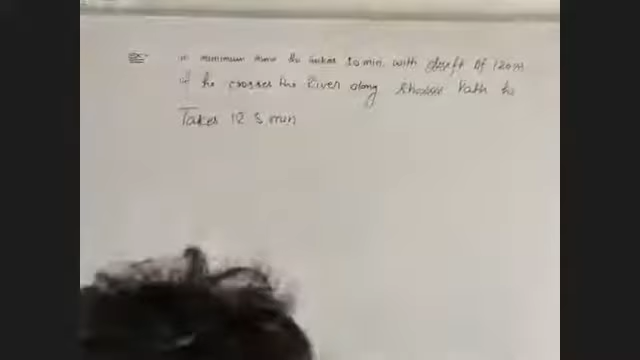 in minimum time he takes 10 min. with drift of 120m
if he crosses the River along shortest Path he
Takes 12.5 min